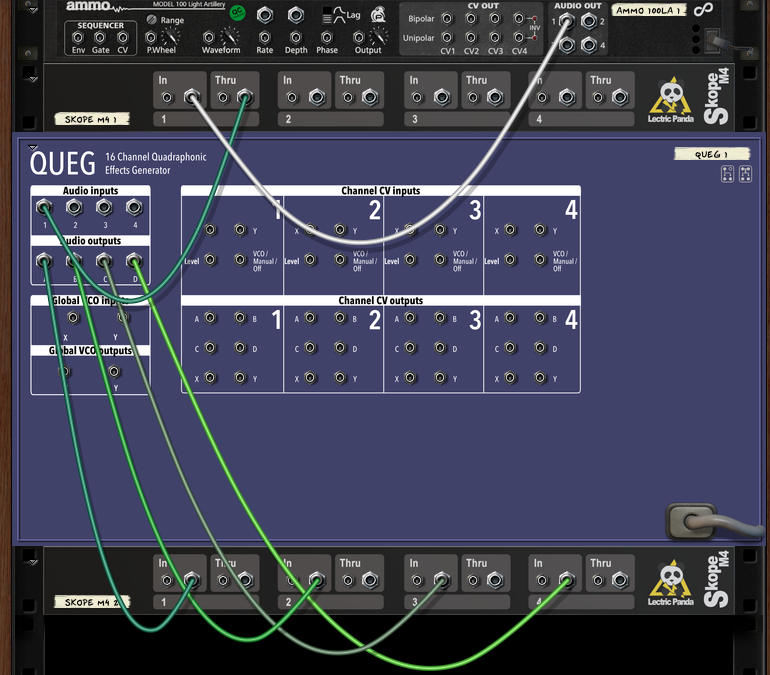 ammo
MODEL 100 Light Artillery
SEQUENCER
Env Gate CV
Range
P.Wheel
Waveform
Rate
Depth
Lag
Phase
Output
CV OUT
Bipolar
Unipolar
CV1 CV2 CV3 CV4
INV
AUDIO OUT
1 2
4
AMMO 100LA 1
In Thru In Thru In Thru In Thru
SKOPE M4 1
1 2 3 4
Lectric Panda
Skope M4
QUEG
16 Channel Quadraphonic
Effects Generator
QUEG 1
Audio inputs
1 2 3 4
Audio outputs
A B C D
Global VCO inputs
X Y
Global VCO outputs
Y
Channel CV inputs
1 2 3 4
Y X Y X Y X Y
Level VCO / Manual / Off
Level VCO / Manual / Off
Level VCO / Manual / Off
Level VCO / Manual / Off
Channel CV outputs
1 2 3 4
A B A B A B A B
C D C D C D C D
X Y X Y X Y X Y
In Thru In Thru In Thru In Thru
SKOPE M4 2
1 2 3 4
Lectric Panda
Skope M4